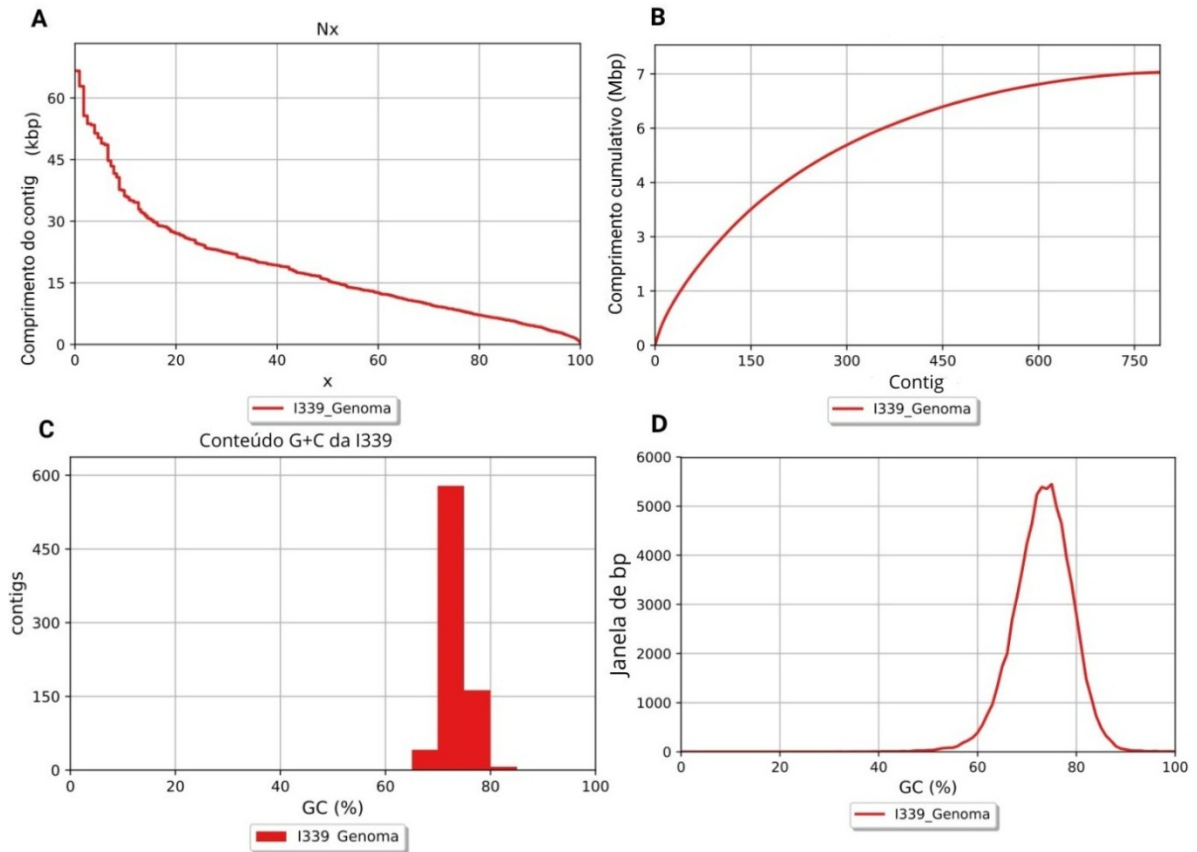 A
Nx
Comprimento do contig (kbp)
60
45
30
15
0
0 20 40 60 80 100
x
I339_Genoma
B
Comprimento cumulativo (Mbp)
7
6
4
3
1
0
0 150 300 450 600 750
Contig
I339_Genoma
C
Conteúdo G+C da I339
contigs
600
450
300
150
0
0 20 40 60 80 100
GC (%)
I339 Genoma
D
Janela de bp
6000
5000
4000
3000
2000
1000
0
0 20 40 60 80 100
GC (%)
I339_Genoma